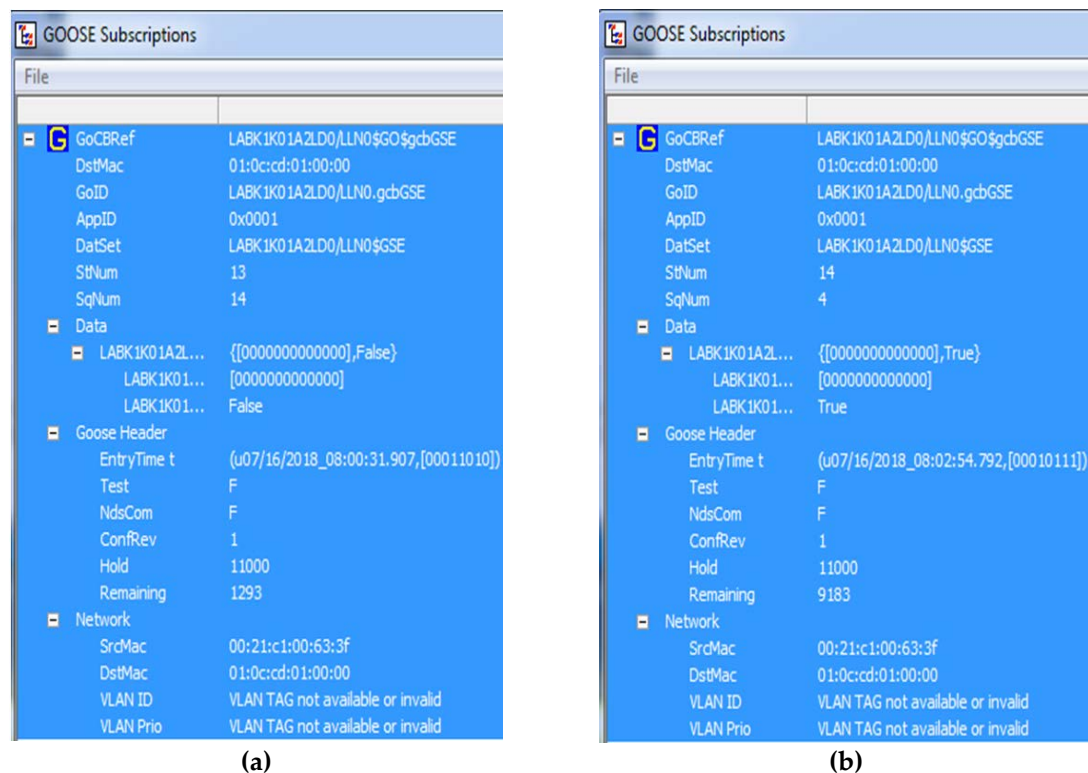 GOOSE Subscriptions
File
GoCBRef LABK1K01A2LD0/LLN0$GO$gcbGSE
DstMac 01:0c:cd:01:00:00
GoID LABK1K01A2LD0/LLN0.gcbGSE
AppID 0x0001
DatSet LABK1K01A2LD0/LLN0$GSE
StNum 13
SqNum 14
Data
LABK1K01A2L... {[0000000000000],False}
LABK1K01... [0000000000000]
LABK1K01... False
Goose Header
EntryTime t (u07/16/2018_08:00:31.907,[00011010])
Test F
NdsCom F
ConfRev 1
Hold 11000
Remaining 1293
Network
SrcMac 00:21:c1:00:63:3f
DstMac 01:0c:cd:01:00:00
VLAN ID VLAN TAG not available or invalid
VLAN Prio VLAN TAG not available or invalid
(a)
GOOSE Subscriptions
File
GoCBRef LABK1K01A2LD0/LLN0$GO$gcbGSE
DstMac 01:0c:cd:01:00:00
GoID LABK1K01A2LD0/LLN0.gcbGSE
AppID 0x0001
DatSet LABK1K01A2LD0/LLN0$GSE
StNum 14
SqNum 4
Data
LABK1K01A2L... {[0000000000000],True}
LABK1K01... [0000000000000]
LABK1K01... True
Goose Header
EntryTime t (u07/16/2018_08:02:54.792,[00010111])
Test F
NdsCom F
ConfRev 1
Hold 11000
Remaining 9183
Network
SrcMac 00:21:c1:00:63:3f
DstMac 01:0c:cd:01:00:00
VLAN ID VLAN TAG not available or invalid
VLAN Prio VLAN TAG not available or invalid
(b)